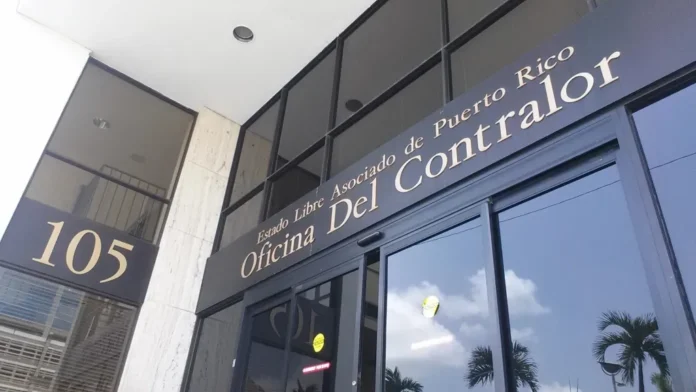 105
Estado Libre Asociado de Puerto Rico
Oficina Del Contralor